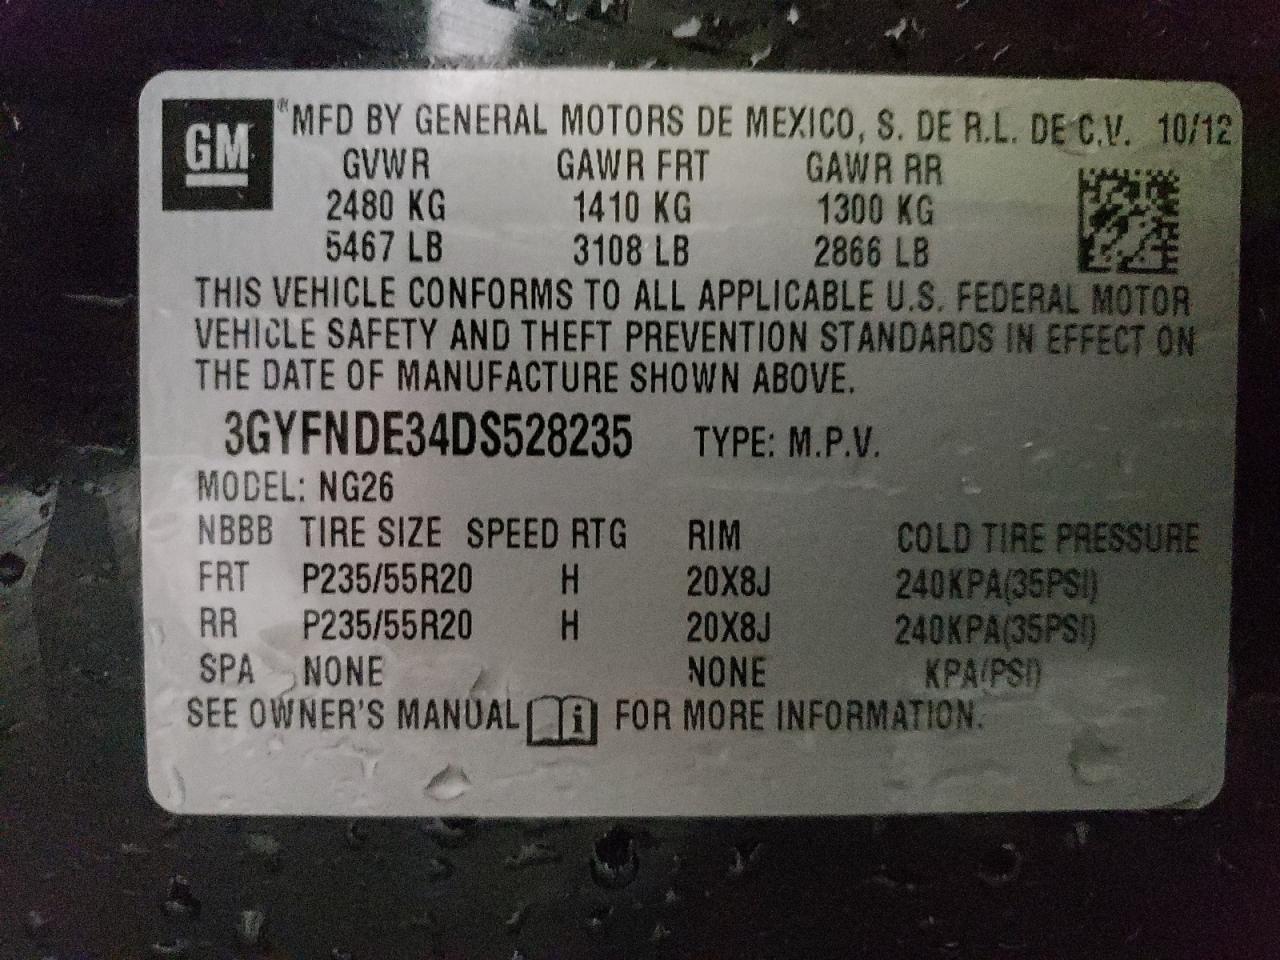 GM ® MFD BY GENERAL MOTORS DE MEXICO, S. DE R.L. DE C.V. 10/12
GVWR GAWR FRT GAWR RR
2480 KG 1410 KG 1300 KG
5467 LB 3108 LB 2866 LB
THIS VEHICLE CONFORMS TO ALL APPLICABLE U.S. FEDERAL MOTOR
VEHICLE SAFETY AND THEFT PREVENTION STANDARDS IN EFFECT ON
THE DATE OF MANUFACTURE SHOWN ABOVE.
3GYFNDE34DS528235 TYPE: M.P.V.
MODEL: NG26
NBBB TIRE SIZE SPEED RTG RIM COLD TIRE PRESSURE
FRT P235/55R20 H 20X8J 240KPA(35PSI)
RR P235/55R20 H 20X8J 240KPA(35PSI)
SPA NONE NONE KPA(PSI)
SEE OWNER'S MANUAL i FOR MORE INFORMATION.